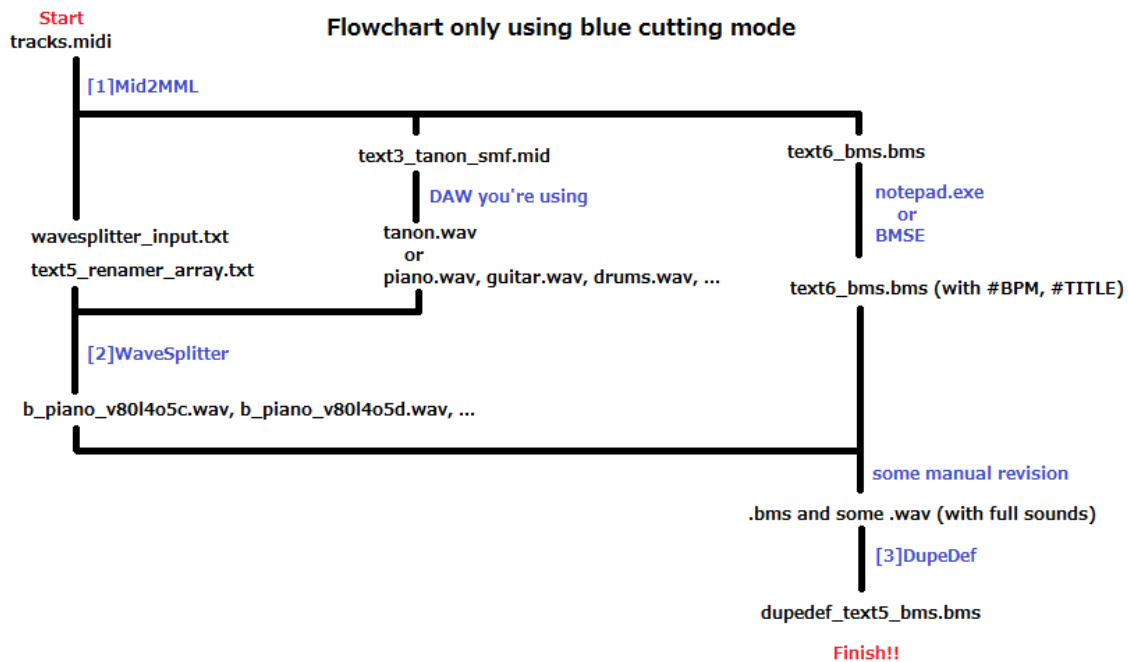 Start
tracks.midi
Flowchart only using blue cutting mode
[1]Mid2MML
text3_tanon_smf.mid
text6_bms.bms
DAW you're using
notepad.exe
or
BMSE
wavesplitter_input.txt
text5_renamer_array.txt
tanon.wav
or
piano.wav, guitar.wav, drums.wav, ...
text6_bms.bms (with #BPM, #TITLE)
[2]WaveSplitter
b_piano_v80l4o5c.wav, b_piano_v80l4o5d.wav, ...
some manual revision
.bms and some .wav (with full sounds)
[3]DupeDef
dupedef_text5_bms.bms
Finish!!